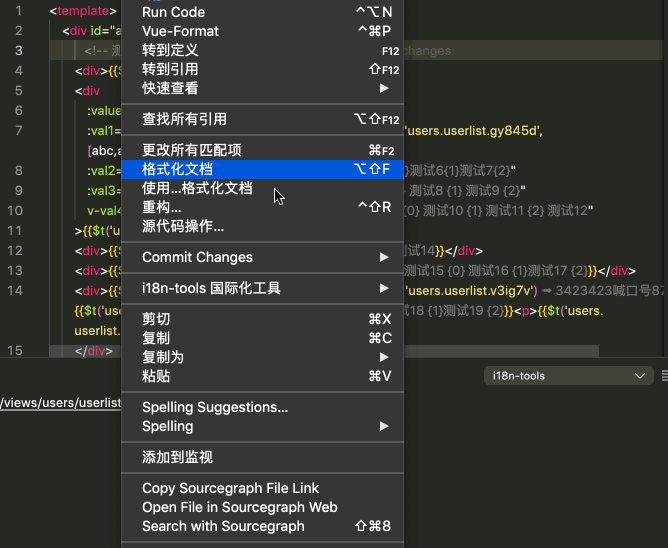 1 <template>
Run Code ^⌥N
2 <div id="a
Vue-Format ^⌘P
3 <!-- 测
转到定义 F12
changes
4 <div>{{$
转到引用 ⇧F12
5 <div
快速查看
6 :value
查找所有引用 ⌥⇧F12
7 :val1=
'users.userlist.gy845d',
[abc,a
更改所有匹配项 ⌘F2
8 :val2=
格式化文档 ⌥⇧F
}测试6{1}测试7{2}"
9 :val3=
使用...格式化文档
测试8 {1} 测试9 {2}"
10 v-val4
重构... ^⇧R
{0} 测试10 {1} 测试11 {2} 测试12"
11 >{{$t('u
源代码操作...
12 <div>{{$
Commit Changes
测试14}}</div>
13 <div>{{$
测试15 {0} 测试16 {1}测试17 {2}}</div>
14 <div>{{$
i18n-tools 国际化工具
'users.userlist.v3ig7v') ➡ 3423423喊口号87
{{$t('use
剪切 ⌘X
测试18 {1}测试19 {2}}<p>{{$t('users.
userlist.
复制 ⌘C
15 </div>
复制为
粘贴 ⌘V
i18n-tools
/views/users/userlist
Spelling Suggestions...
Spelling
添加到监视
Copy Sourcegraph File Link
Open File in Sourcegraph Web
Search with Sourcegraph ⇧⌘8